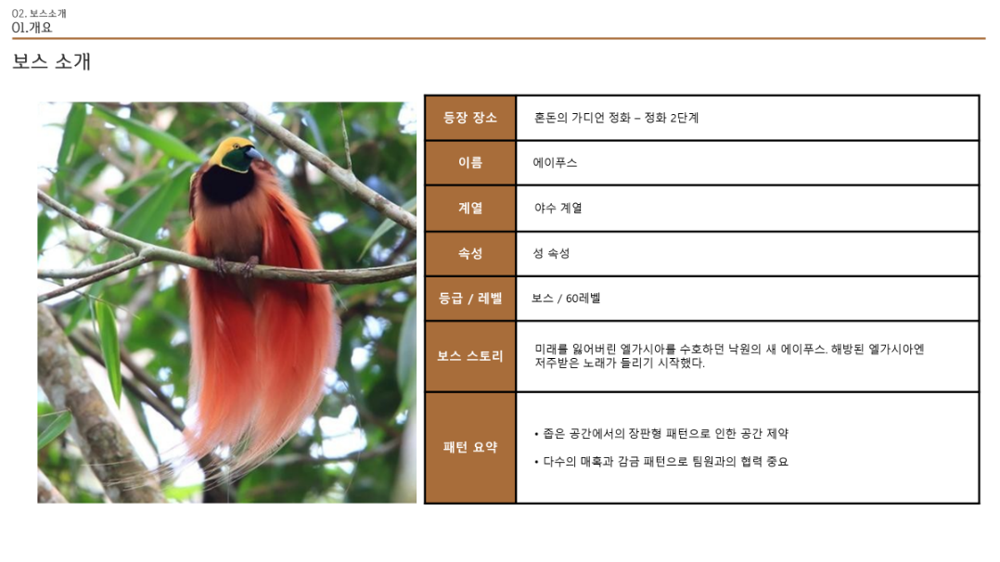 02. 보스소개
01.개요
보스 소개
등장 장소
혼돈의 가디언 정화 – 정화 2단계
이름
에이푸스
계열
야수 계열
속성
성 속성
등급 / 레벨
보스 / 60레벨
보스 스토리
미래를 잃어버린 엘가시아를 수호하던 낙원의 새 에이푸스. 해방된 엘가시아엔
저주받은 노래가 들리기 시작했다.
패턴 요약
• 좁은 공간에서의 장판형 패턴으로 인한 공간 제약
• 다수의 매혹과 감금 패턴으로 팀원과의 협력 중요